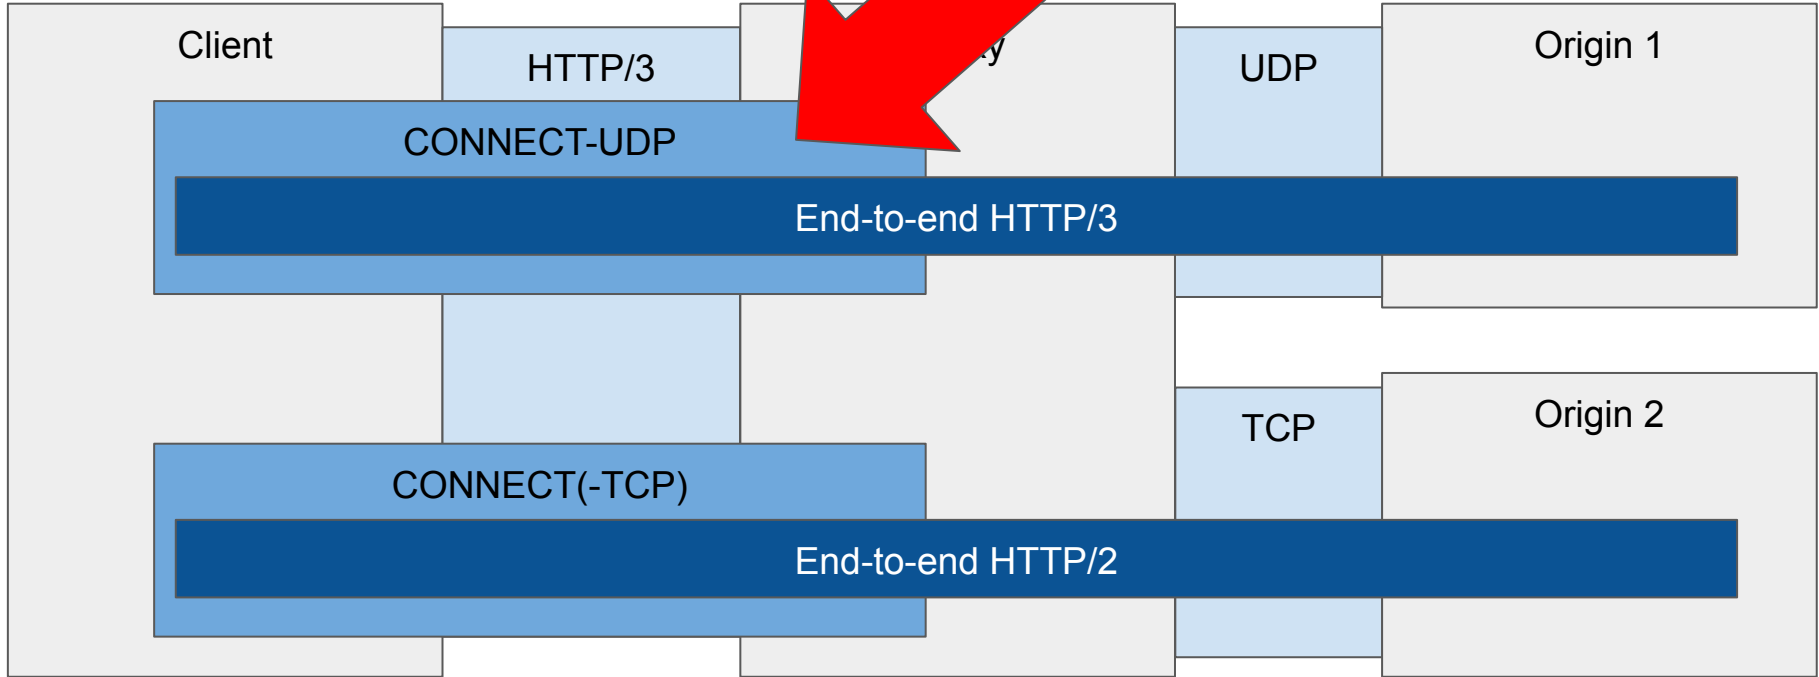 Client
HTTP/3
UDP
Origin 1
CONNECT-UDP
End-to-end HTTP/3
TCP
Origin 2
CONNECT(-TCP)
End-to-end HTTP/2